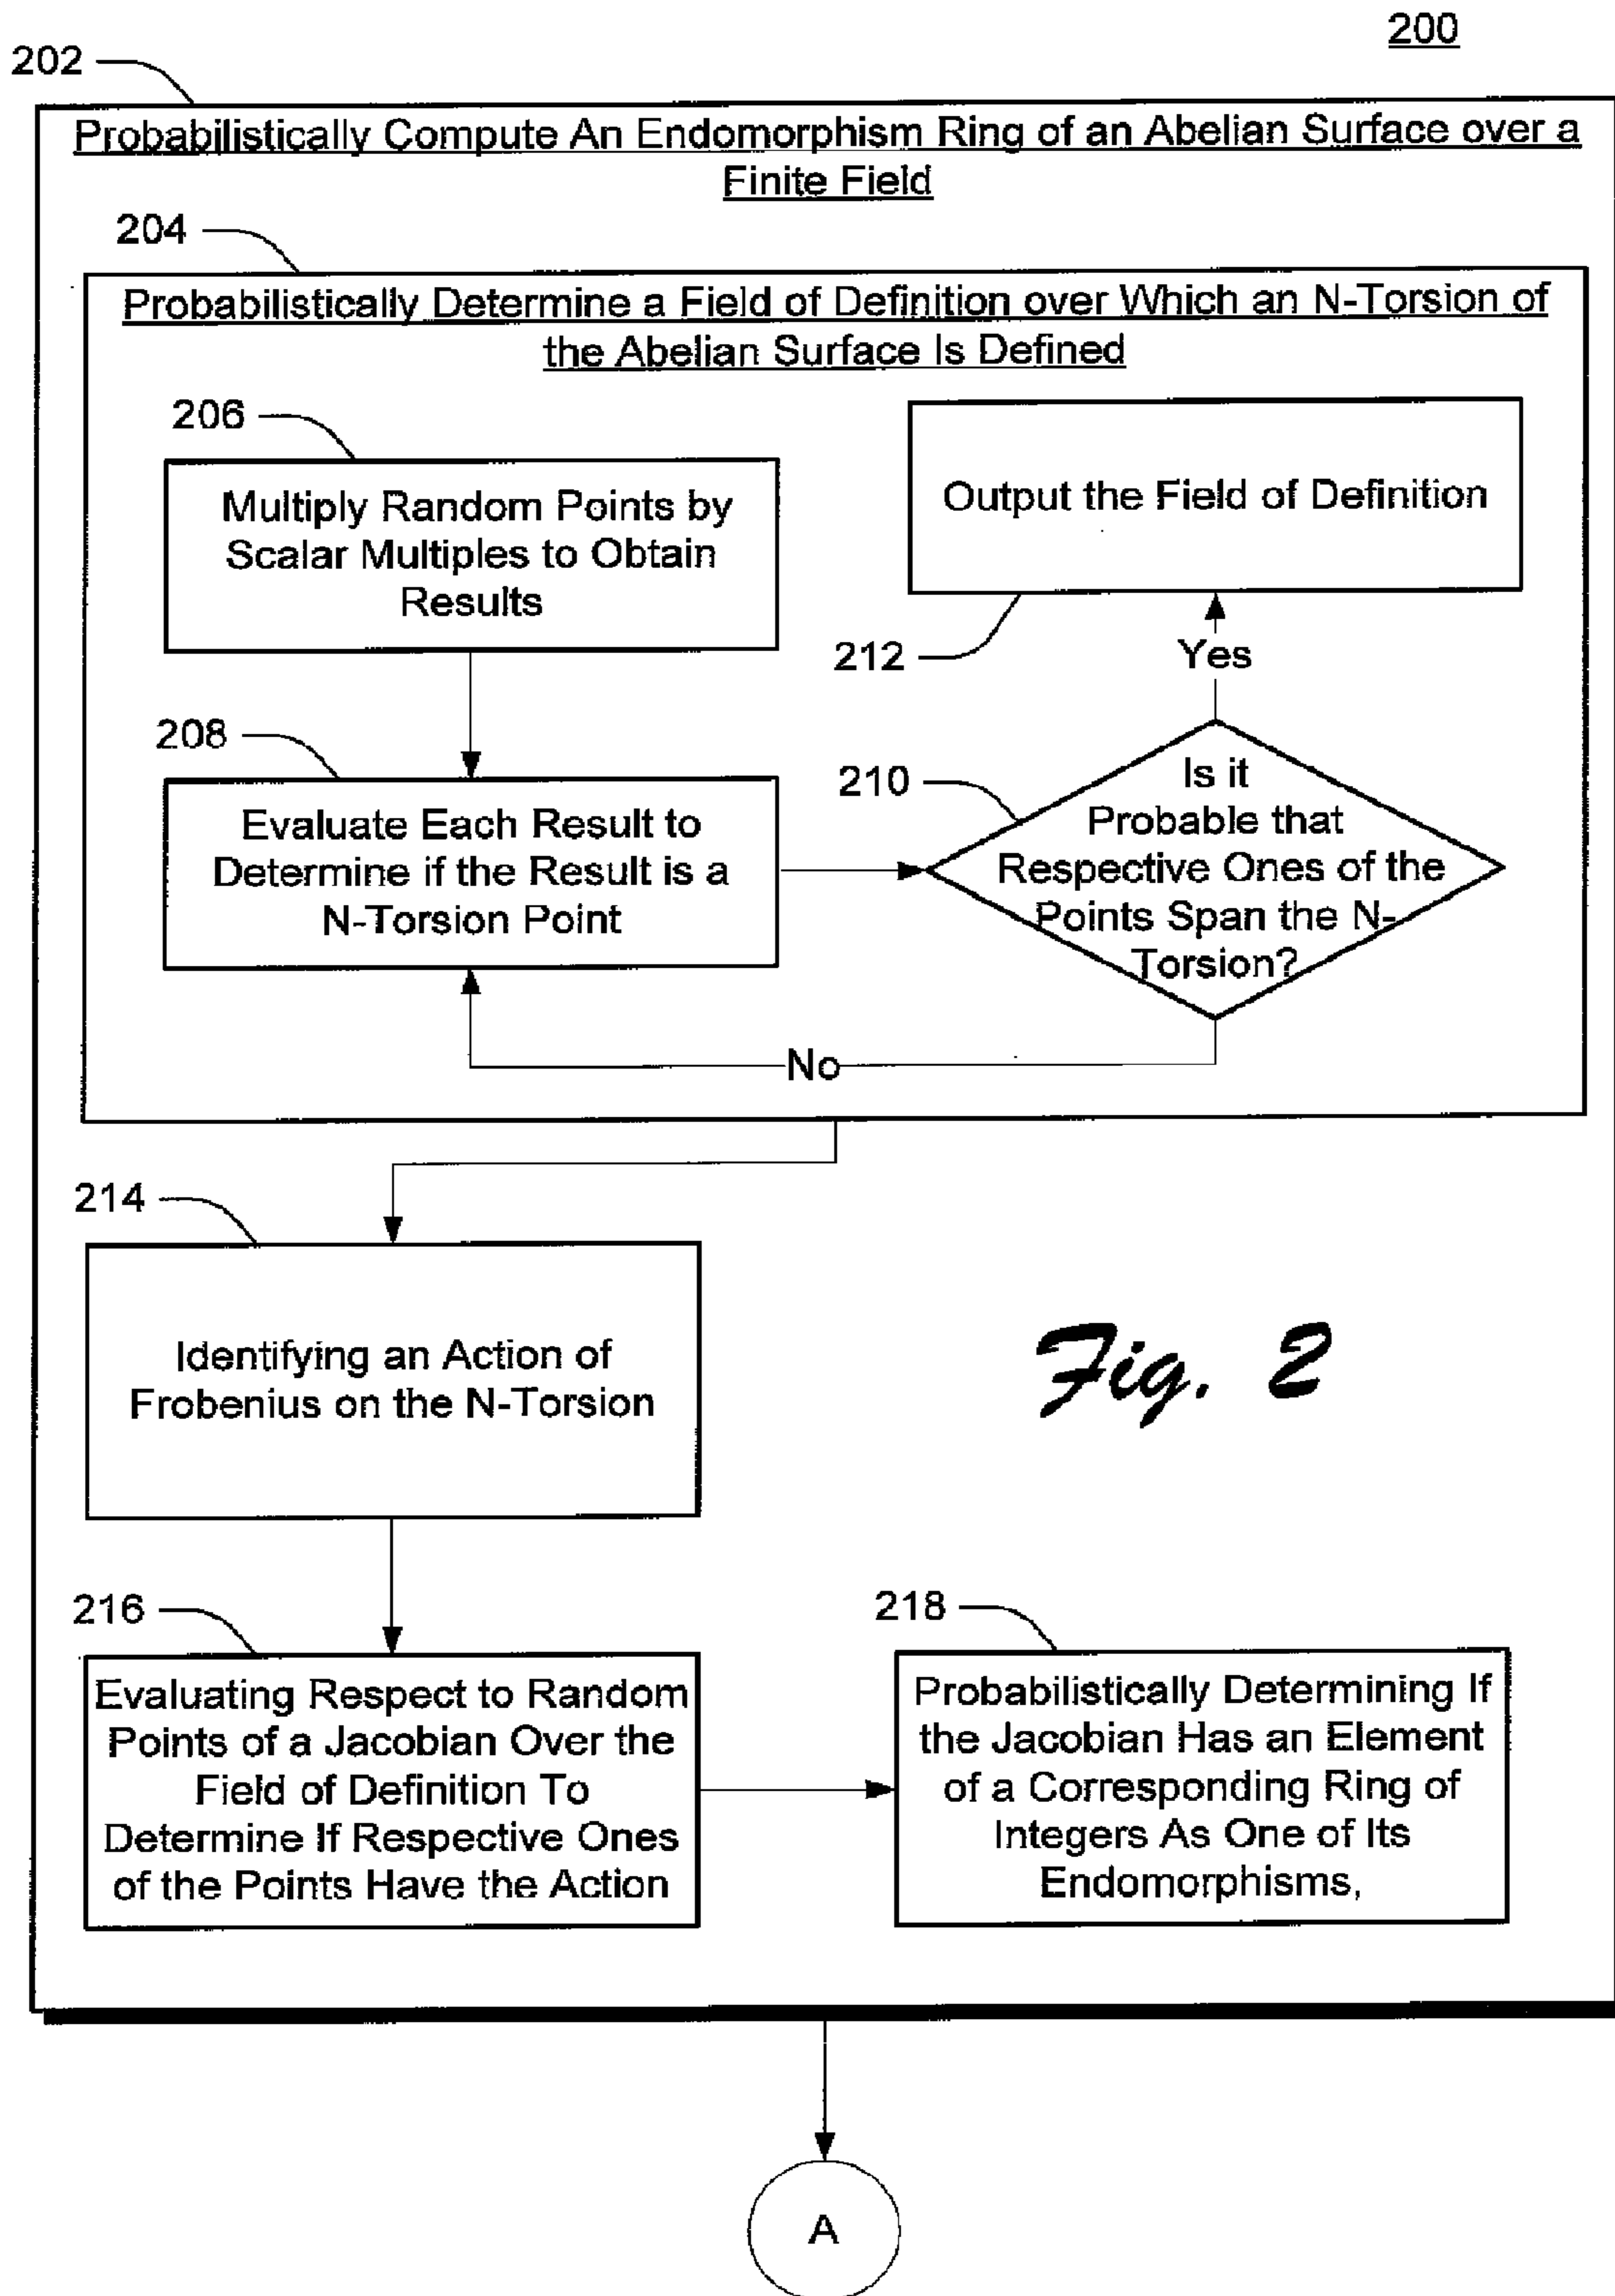 200
202
Probabilistically Compute An Endomorphism Ring of an Abelian Surface over a
Finite Field
204
Probabilistically Determine a Field of Definition over Which an N-Torsion of
the Abelian Surface Is Defined
206
Multiply Random Points by
Scalar Multiples to Obtain
Results
Output the Field of Definition
212
Yes
208
Evaluate Each Result to
Determine if the Result is a
N-Torsion Point
210
Is it
Probable that
Respective Ones of the
Points Span the N-
Torsion?
No
214
Identifying an Action of
Frobenius on the N-Torsion
Fig. 2
216
Evaluating Respect to Random
Points of a Jacobian Over the
Field of Definition To
Determine If Respective Ones
of the Points Have the Action
218
Probabilistically Determining If
the Jacobian Has an Element
of a Corresponding Ring of
Integers As One of Its
Endomorphisms,
A